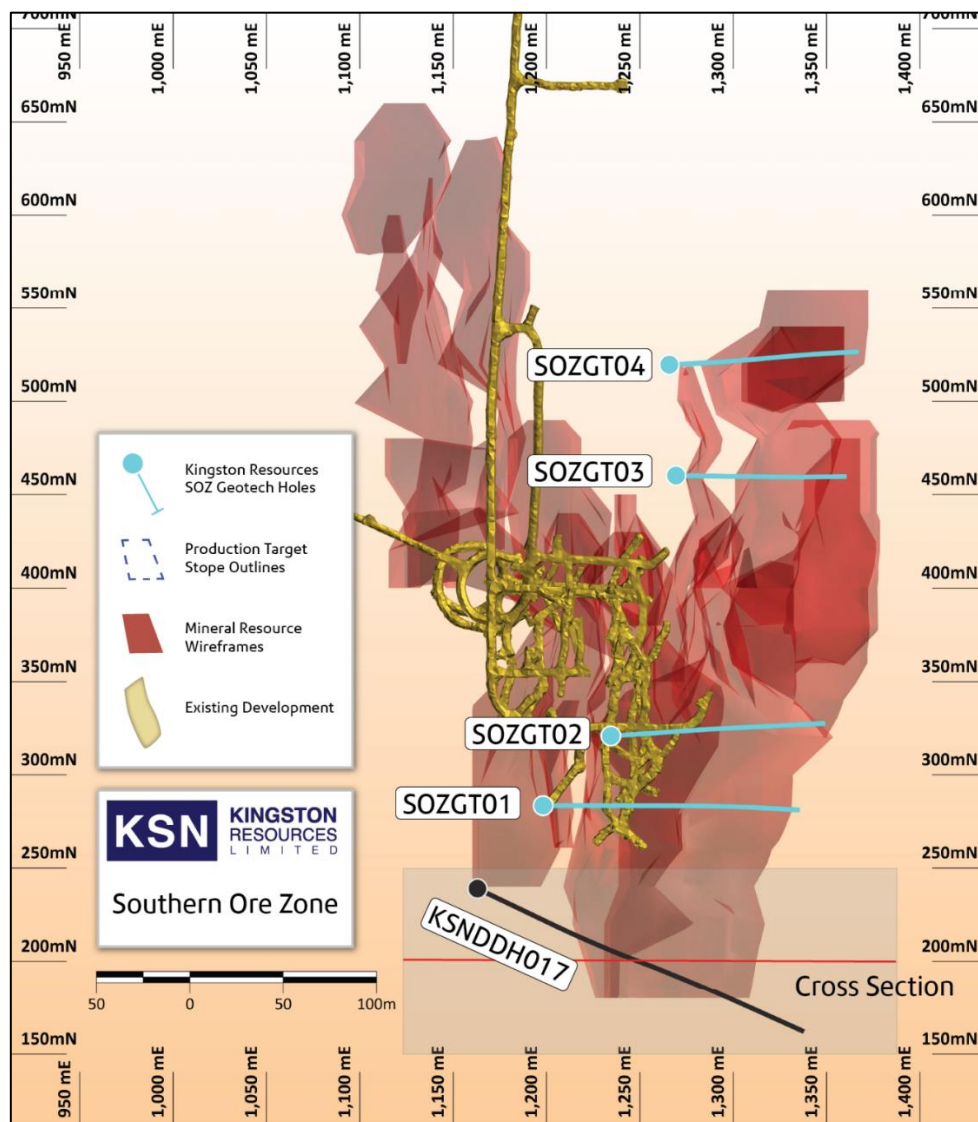 700mN
700mN
950 mE
1,000 mE
1,050 mE
1,100 mE
1,150 mE
1,200 mE
1,250 mE
1,300 mE
1,350 mE
1,400 mE
650mN
650mN
600mN
600mN
550mN
550mN
SOZGT04
500mN
500mN
SOZGT03
450mN
450mN
Kingston Resources
SOZ Geotech Holes
Production Target
Stope Outlines
Mineral Resource
Wireframes
Existing Development
400mN
400mN
350mN
350mN
SOZGT02
300mN
300mN
SOZGT01
KSN
KINGSTON
RESOURCES
LIMITED
Southern Ore Zone
250mN
250mN
KSNDDH017
200mN
200mN
Cross Section
50
0
50
100m
150mN
150mN
950 mE
1,000 mE
1,050 mE
1,100 mE
1,150 mE
1,200 mE
1,250 mE
1,300 mE
1,350 mE
1,400 mE